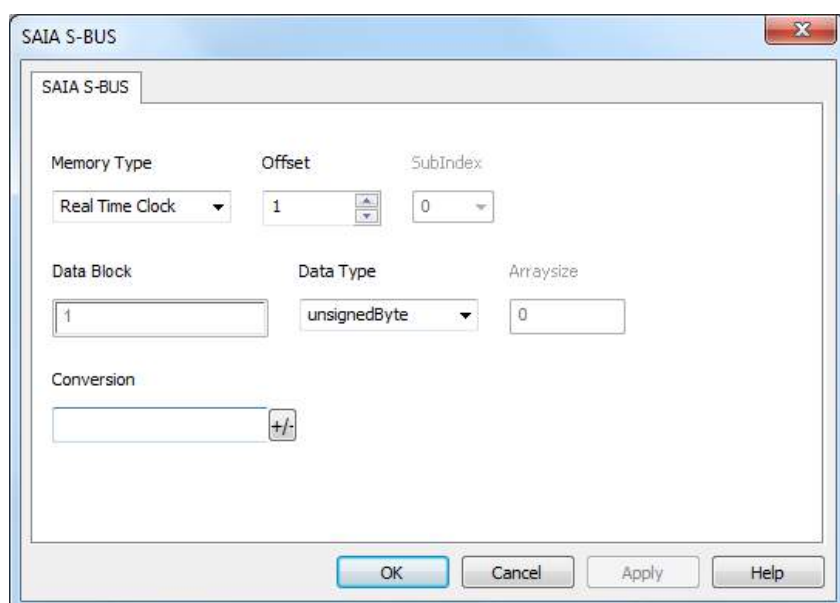 SAIA S-BUS
SAIA S-BUS
Memory Type Offset SubIndex
Real Time Clock 1 0
Data Block Data Type Arraysize
1 unsignedByte 0
Conversion
+/-
OK Cancel Apply Help